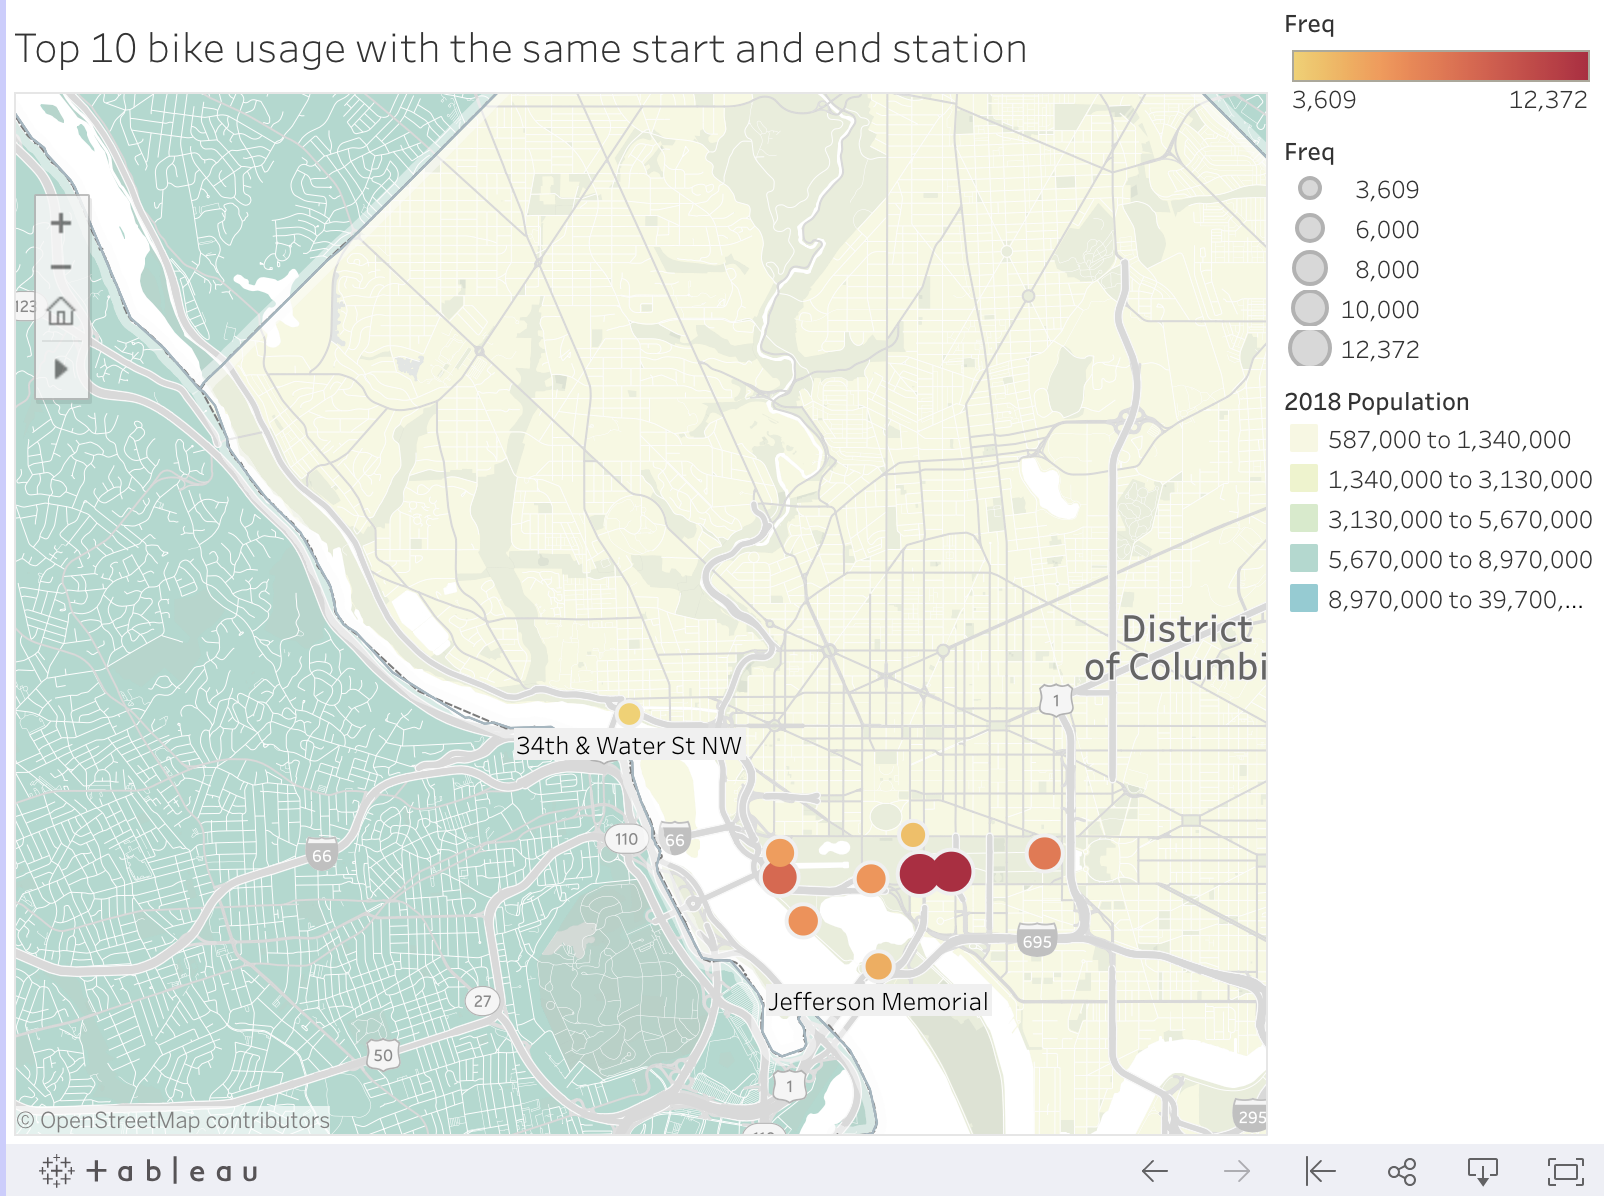 Top 10 bike usage with the same start and end station
Freq
3,609 12,372
Freq
3,609
6,000
8,000
10,000
12,372
2018 Population
587,000 to 1,340,000
1,340,000 to 3,130,000
3,130,000 to 5,670,000
5,670,000 to 8,970,000
8,970,000 to 39,700,...
+
−
123
District
of Columbi
1
34th & Water St NW
110
66
66
695
27
Jefferson Memorial
50
1
295
© OpenStreetMap contributors
+ab|eau